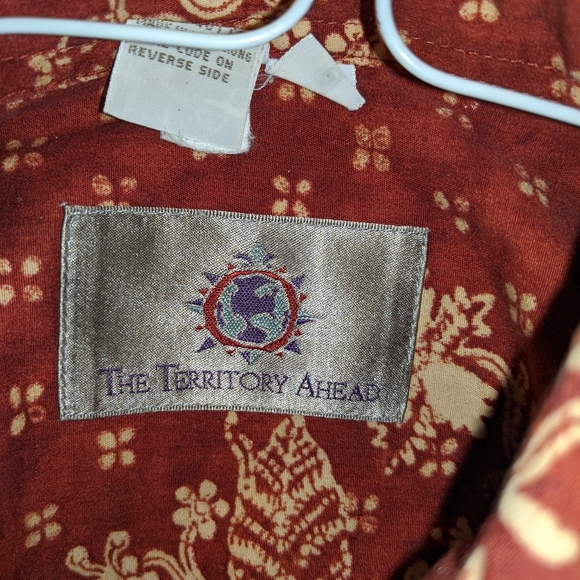 CODE ON
REVERSE SIDE
THE TERRITORY AHEAD